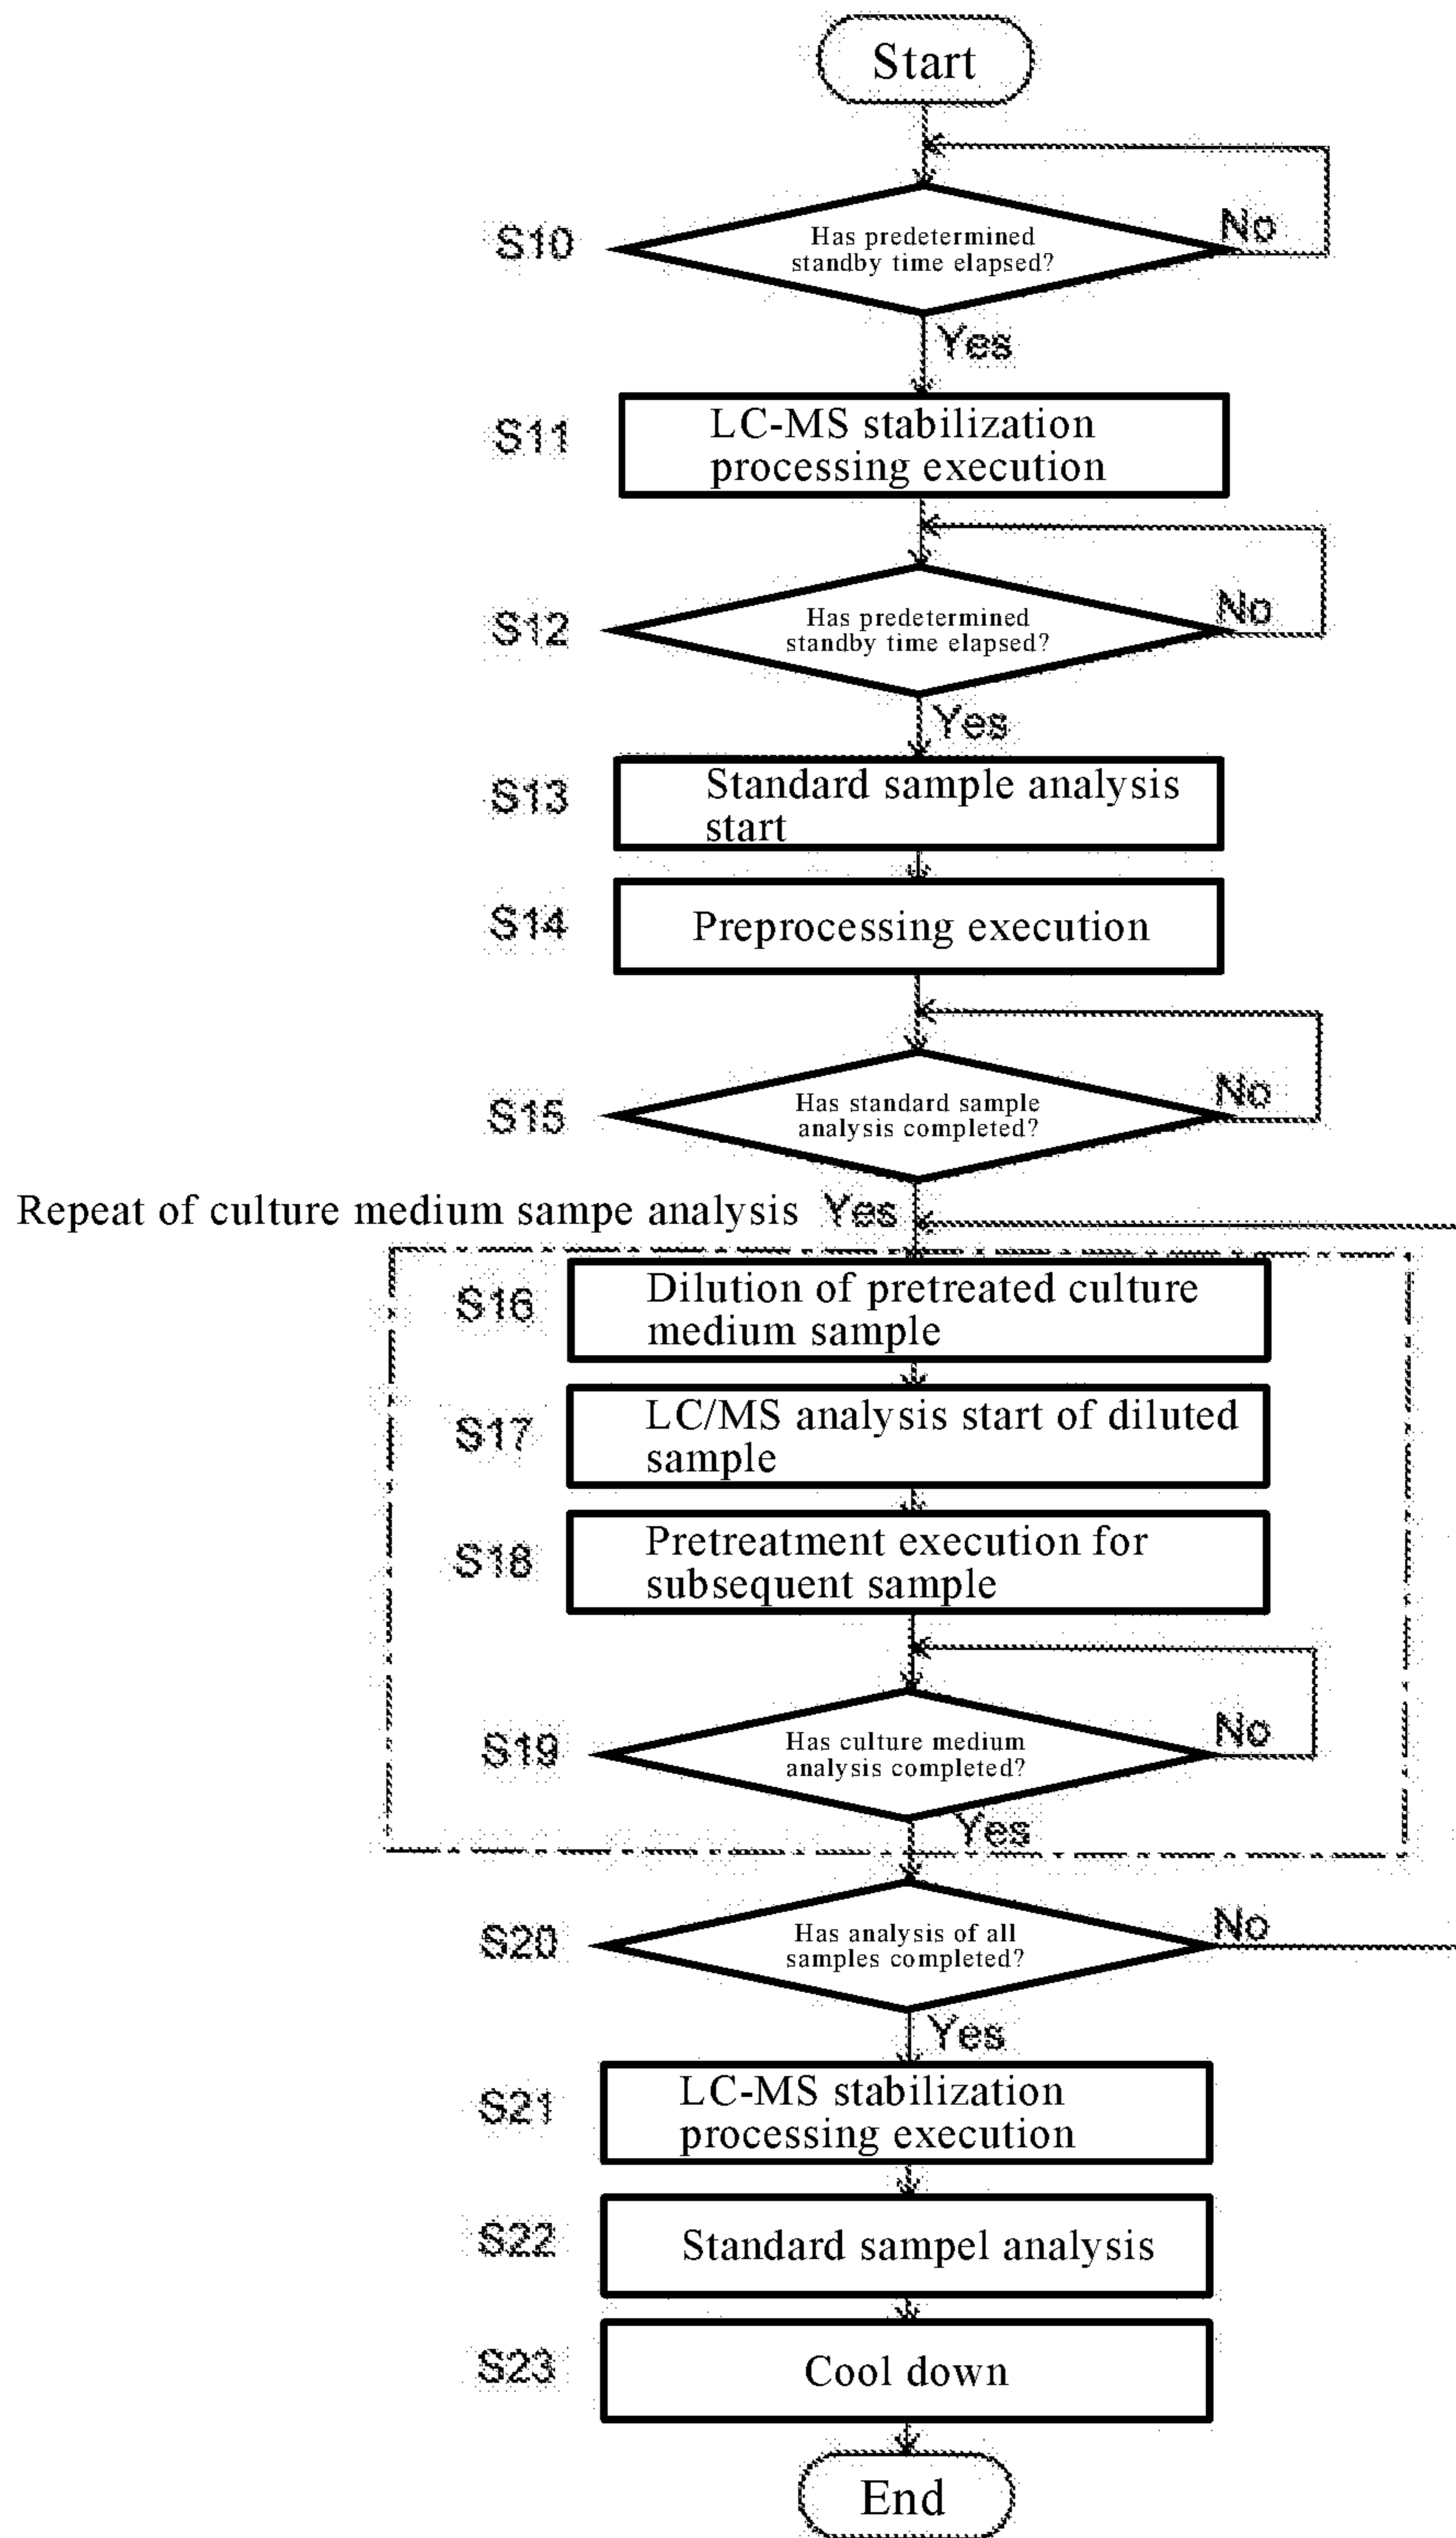 Start
S10
Has predetermined
standby time elapsed?
No
Yes
S11
LC-MS stabilization
processing execution
S12
Has predetermined
standby time elapsed?
No
Yes
S13
Standard sample analysis
start
S14
Preprocessing execution
S15
Has standard sample
analysis completed?
No
Repeat of culture medium sampe analysis
Yes
S16
Dilution of pretreated culture
medium sample
S17
LC/MS analysis start of diluted
sample
S18
Pretreatment execution for
subsequent sample
S19
Has culture medium
analysis completed?
No
Yes
S20
Has analysis of all
samples completed?
No
Yes
S21
LC-MS stabilization
processing execution
S22
Standard sampel analysis
S23
Cool down
End